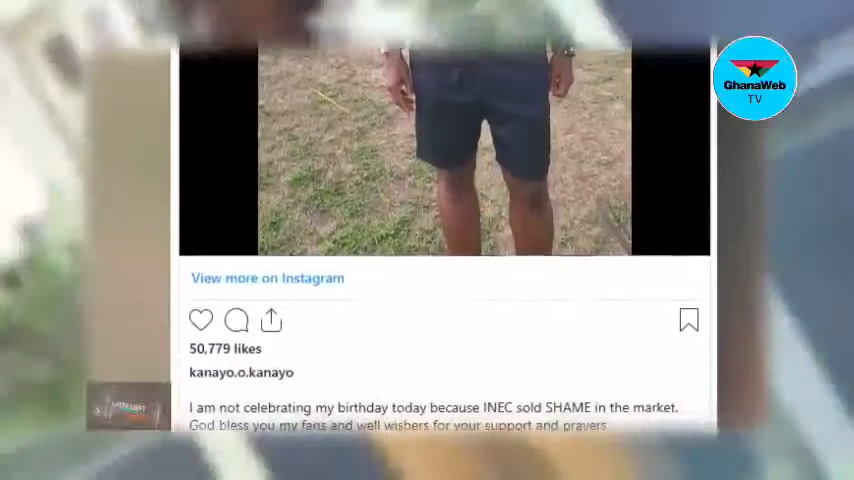 GhanaWeb
TV
View more on Instagram
50,779 likes
kanayo.o.kanayo
I am not celebrating my birthday today because INEC sold SHAME in the market.
God bless you my fans and well wishers for your support and prayers